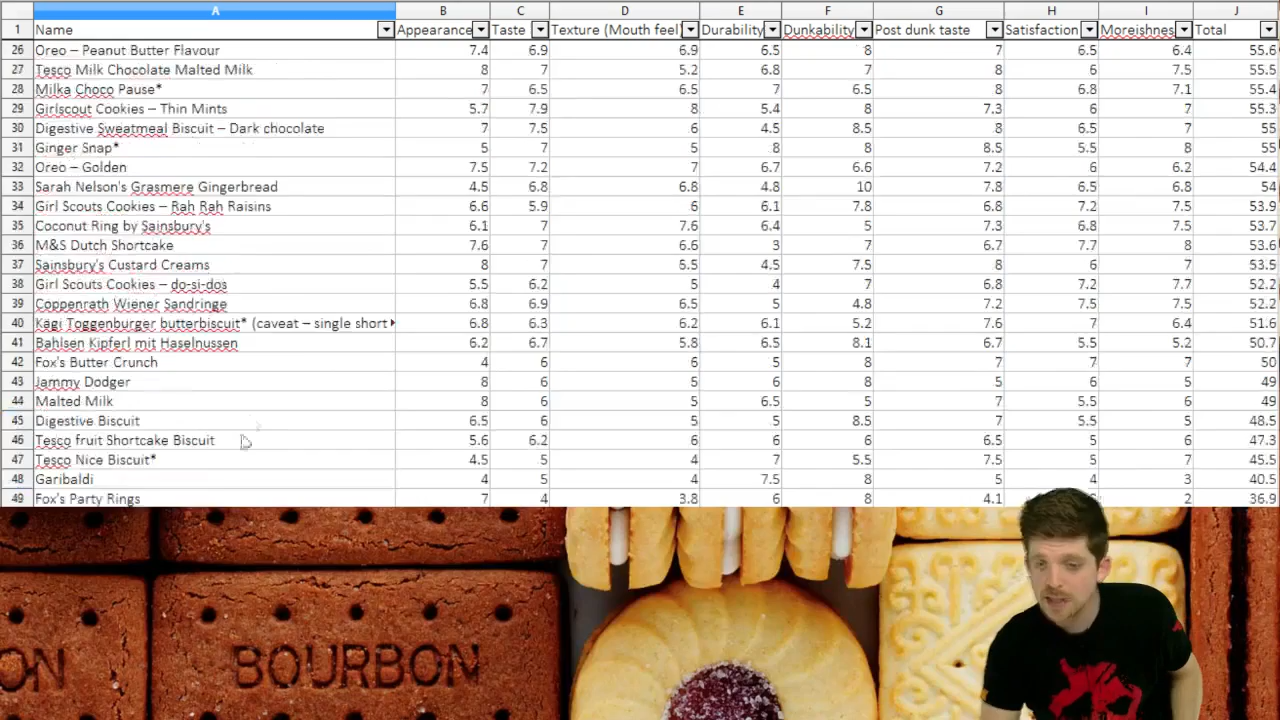 A B C D E F G H I J
1 Name Appearance Taste Texture (Mouth feel) Durability Dunkability Post dunk taste Satisfaction Moreishnes Total
26 Oreo – Peanut Butter Flavour 7.4 6.9 6.9 6.5 8 7 6.5 6.4 55.6
27 Tesco Milk Chocolate Malted Milk 8 7 5.2 6.8 7 8 6 7.5 55.5
28 Milka Choco Pause* 7 6.5 6.5 7 6.5 8 6.8 7.1 55.4
29 Girlscout Cookies – Thin Mints 5.7 7.9 8 5.4 8 7.3 6 7 55.3
30 Digestive Sweatmeal Biscuit – Dark chocolate 7 7.5 6 4.5 8.5 8 6.5 7 55
31 Ginger Snap* 5 7 5 8 8 8.5 5.5 8 55
32 Oreo – Golden 7.5 7.2 7 6.7 6.6 7.2 6 6.2 54.4
33 Sarah Nelson's Grasmere Gingerbread 4.5 6.8 6.8 4.8 10 7.8 6.5 6.8 54
34 Girl Scouts Cookies – Rah Rah Raisins 6.6 5.9 6 6.1 7.8 6.8 7.2 7.5 53.9
35 Coconut Ring by Sainsbury's 6.1 7 7.6 6.4 5 7.3 6.8 7.5 53.7
36 M&S Dutch Shortcake 7.6 7 6.6 3 7 6.7 7.7 8 53.6
37 Sainsbury's Custard Creams 8 7 5.5 4.5 7.5 8 6 7 53.5
38 Girl Scouts Cookies – do-si-dos 5.5 6.2 5 4 7 6.8 7.2 7.7 52.2
39 Coppenrath Wiener Sandringe 6.8 6.9 6.5 5 4.8 7.2 7.5 7.5 52.2
40 Kägi Toggenburger butterbiscuit* (caveat – single short 6.8 6.3 6.2 6.1 5.2 7.6 7 6.4 51.6
41 Bahlsen Kipferl mit Haselnussen 6.2 6.7 5.8 6.5 8.1 6.7 5.5 5.2 50.7
42 Fox's Butter Crunch 4 6 6 5 8 7 7 7 50
43 Jammy Dodger 8 6 5 6 8 5 6 5 49
44 Malted Milk 8 6 5 6.5 5 7 5.5 6 49
45 Digestive Biscuit 6.5 6 5 5 8.5 7 5.5 5 48.5
46 Tesco fruit Shortcake Biscuit 5.6 6.2 6 6 6 6.5 5 6 47.3
47 Tesco Nice Biscuit* 4.5 5 4 7 5.5 7.5 5 7 45.5
48 Garibaldi 4 5 4 7.5 8 5 4 3 40.5
49 Fox's Party Rings 7 4 3.8 6 8 4.1 2 36.9
ON BOURBON